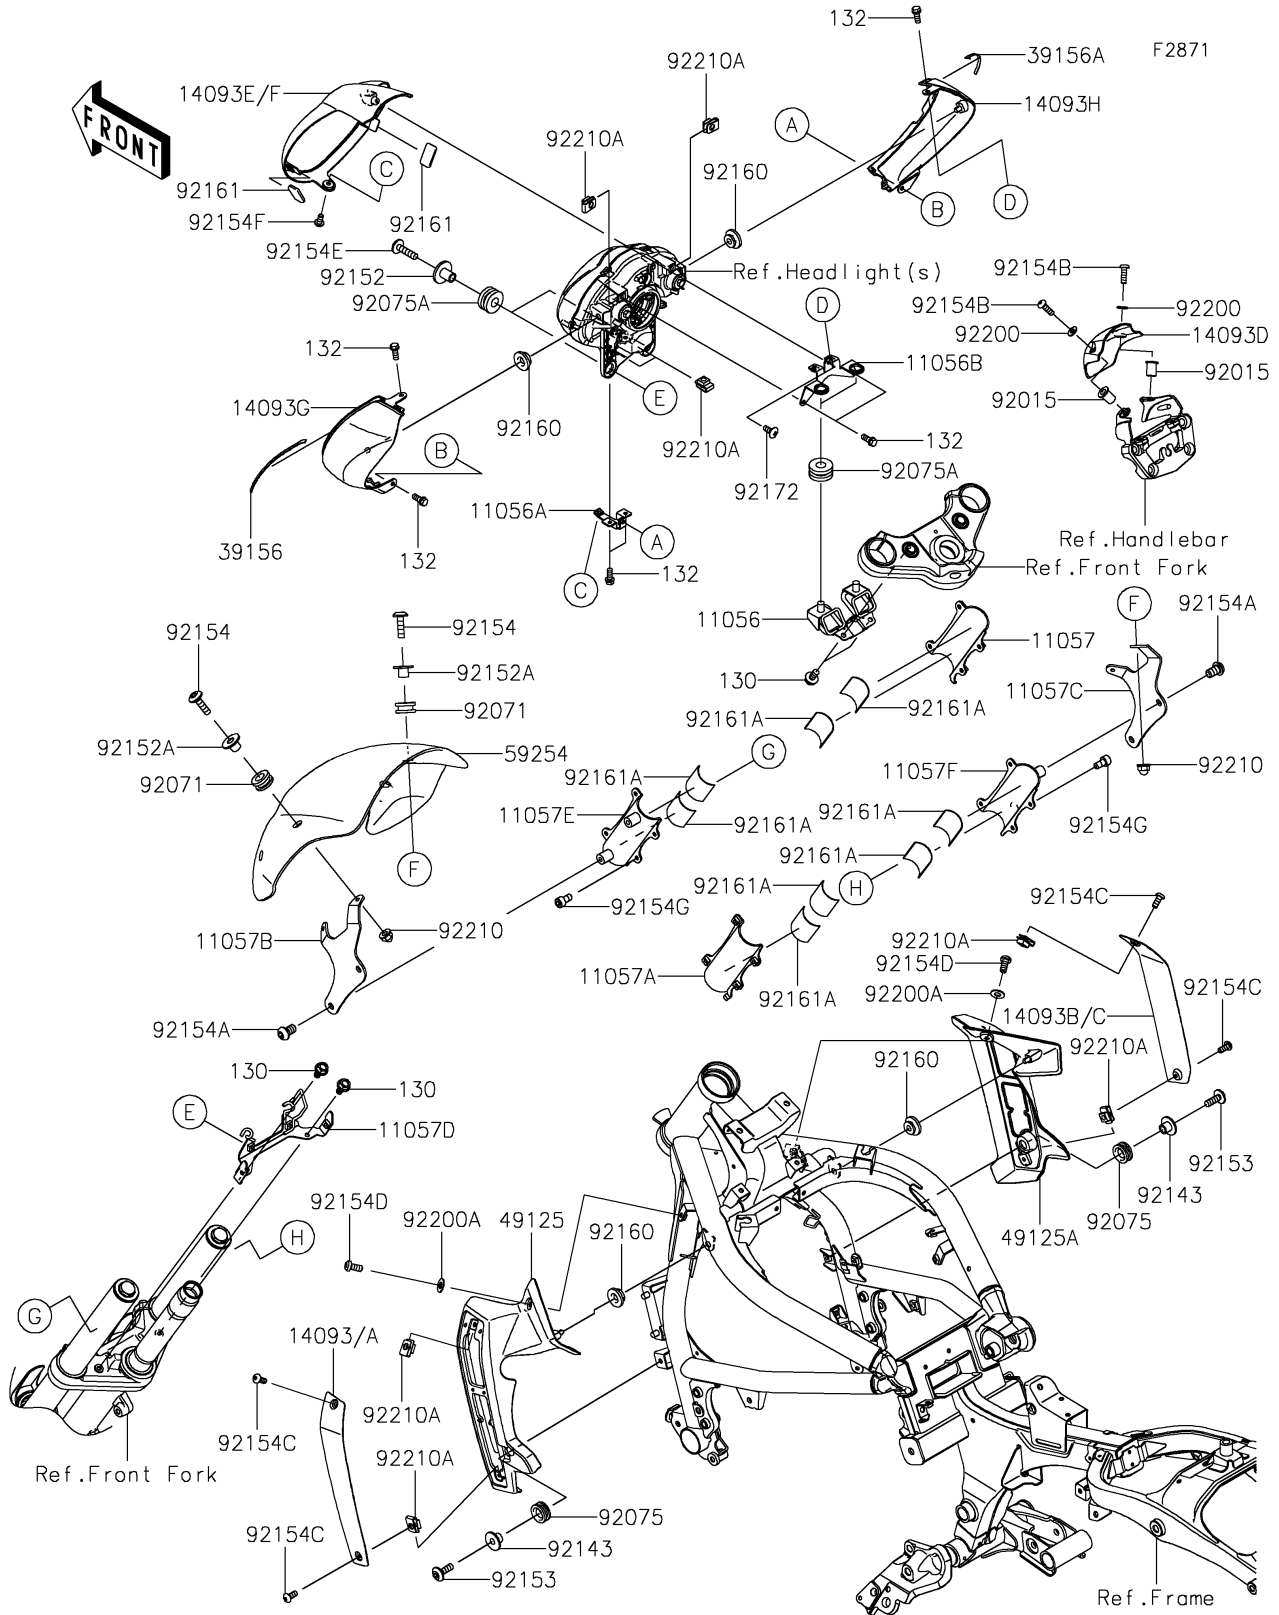 132
39156A
F2871
92210A
14093E/F
14093H
FRONT
A
92210A
92160
C
92161
B
D
92154F
92161
92154E
92152
Ref.Headlight(s)
92154B
92075A
D
92154B
92200
92200
14093D
132
11056B
92015
E
14093G
92015
92160
132
B
92210A
92075A
92172
11056A
39156
A
Ref.Handlebar
132
132
Ref.Front Fork
C
F
92154A
92154
92154
11056
11057
92152A
130
11057C
92161A
92161A
92071
92152A
G
59254
92210
92071
92161A
11057F
11057E
92161A
92161A
92154G
F
92161A
92161A
H
92154C
92154G
92210
11057B
92210A
92154D
11057A
92161A
92154C
92200A
14093B/C
92154A
92210A
92160
130
130
E
11057D
92153
92143
92154D
92200A
49125
92160
92075
49125A
H
G
14093/A
92210A
92154C
92210A
Ref.Front Fork
92075
92154C
92143
92153
Ref.Frame